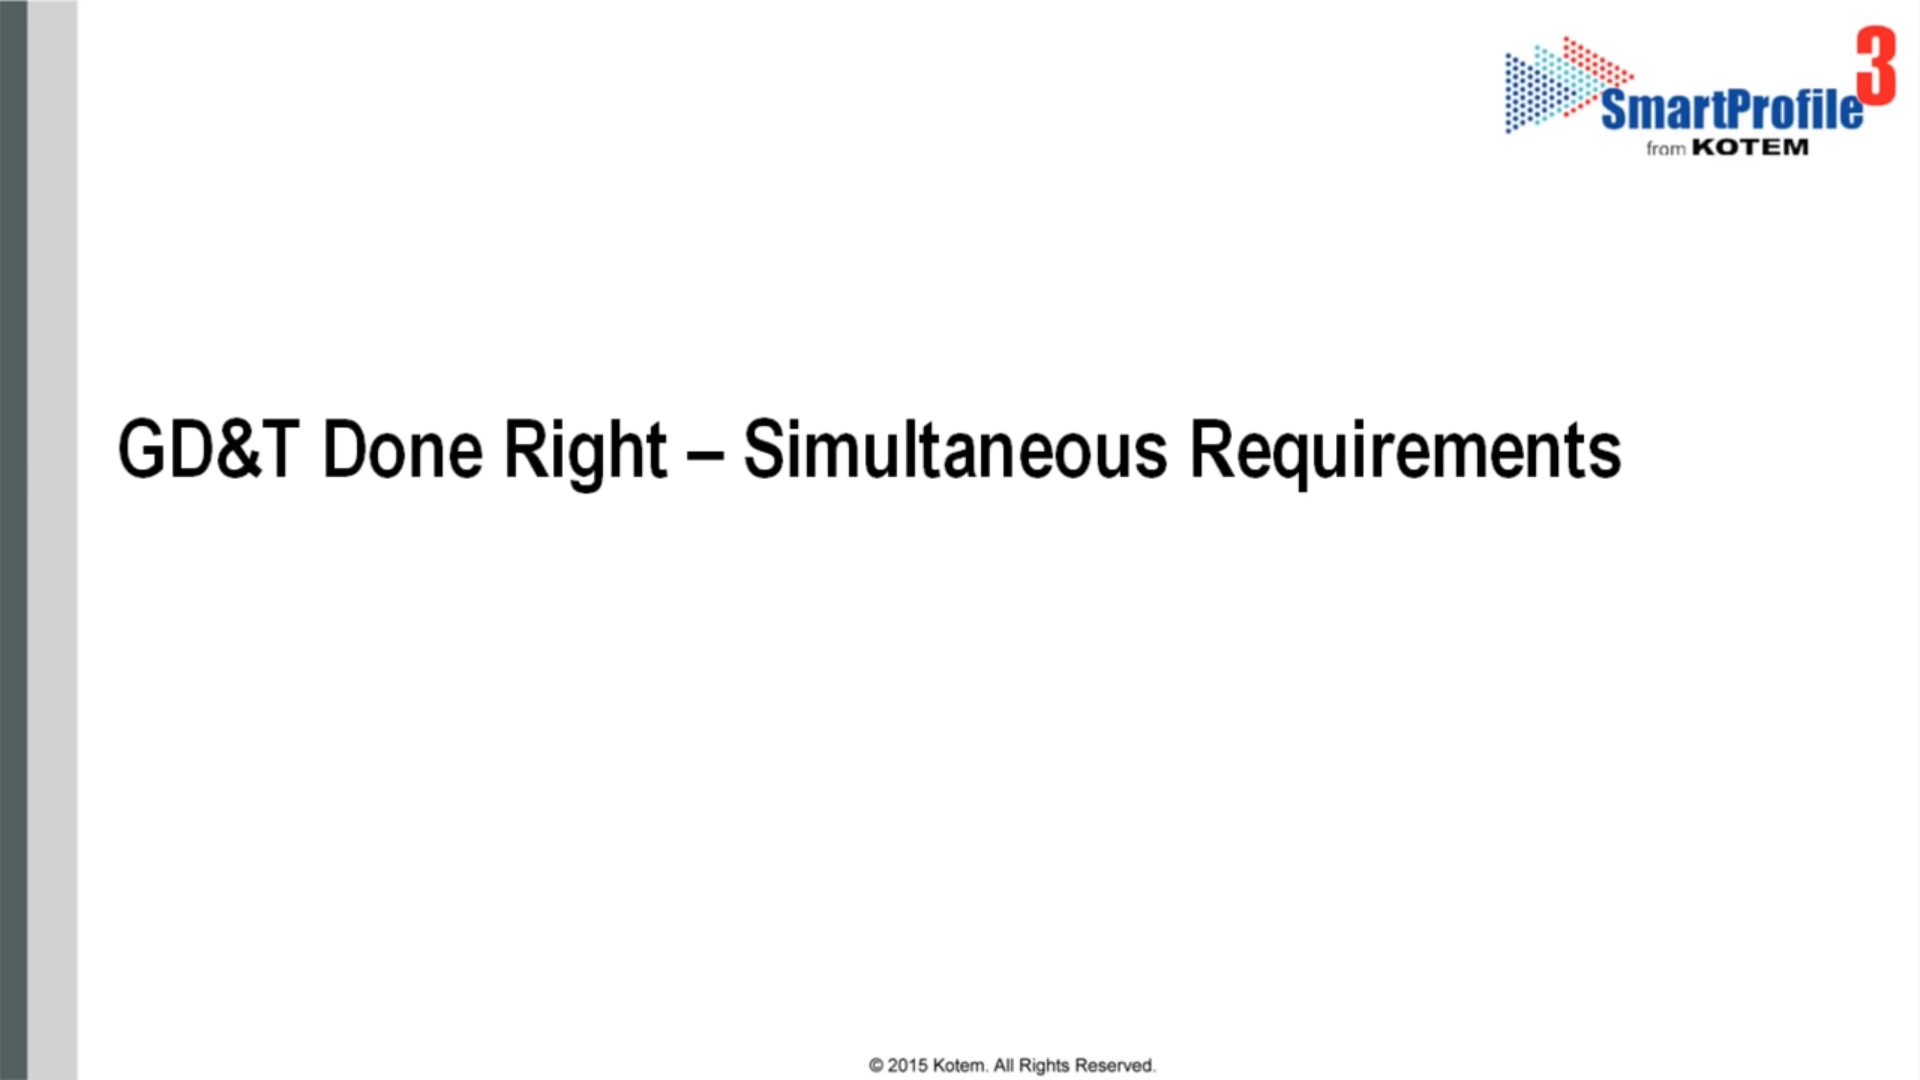 3
SmartProfile
from KOTEM
GD&T Done Right – Simultaneous Requirements
© 2015 Kotem. All Rights Reserved.